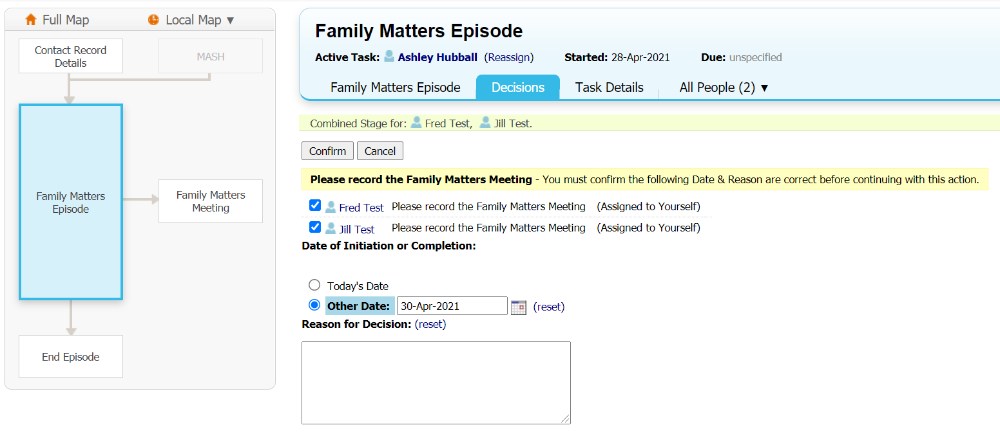 Full Map
Local Map ▼
Contact Record
Details
MASH
Family Matters
Episode
Family Matters
Meeting
End Episode
Family Matters Episode
Active Task: Ashley Hubball (Reassign) Started: 28-Apr-2021 Due: unspecified
Family Matters Episode Decisions Task Details All People (2) ▼
Combined Stage for: Fred Test, Jill Test.
Confirm Cancel
Please record the Family Matters Meeting - You must confirm the following Date & Reason are correct before continuing with this action.
Fred Test Please record the Family Matters Meeting (Assigned to Yourself)
Jill Test Please record the Family Matters Meeting (Assigned to Yourself)
Date of Initiation or Completion:
Today's Date
Other Date: 30-Apr-2021 (reset)
Reason for Decision: (reset)